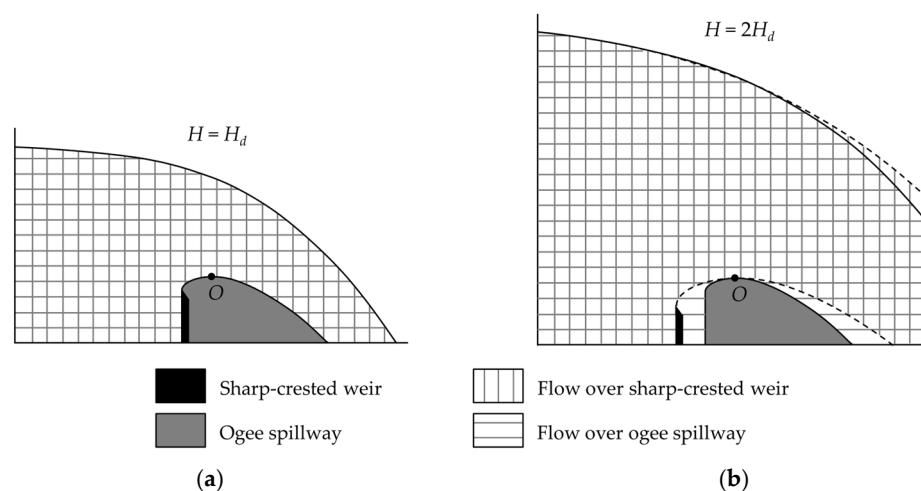 H = H_d
H = 2H_d
O
O
Sharp-crested weir
Ogee spillway
Flow over sharp-crested weir
Flow over ogee spillway
(a)
(b)